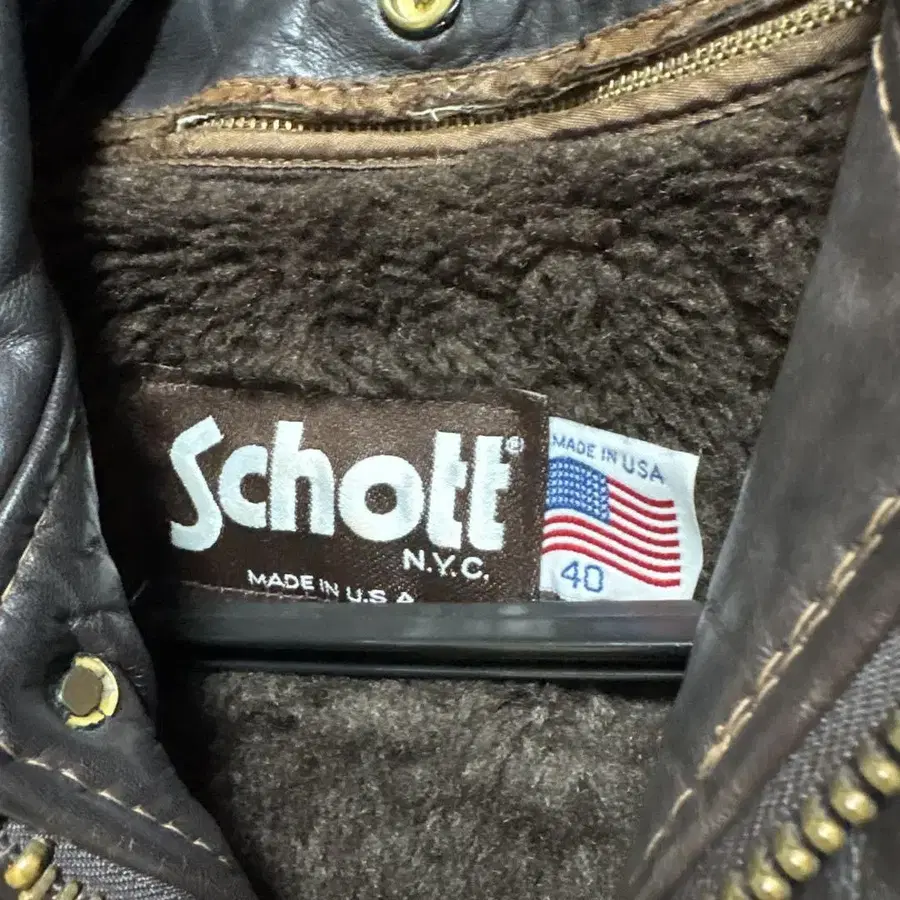 Schott®
N.Y.C.
MADE IN U.S.A
MADE IN USA
40